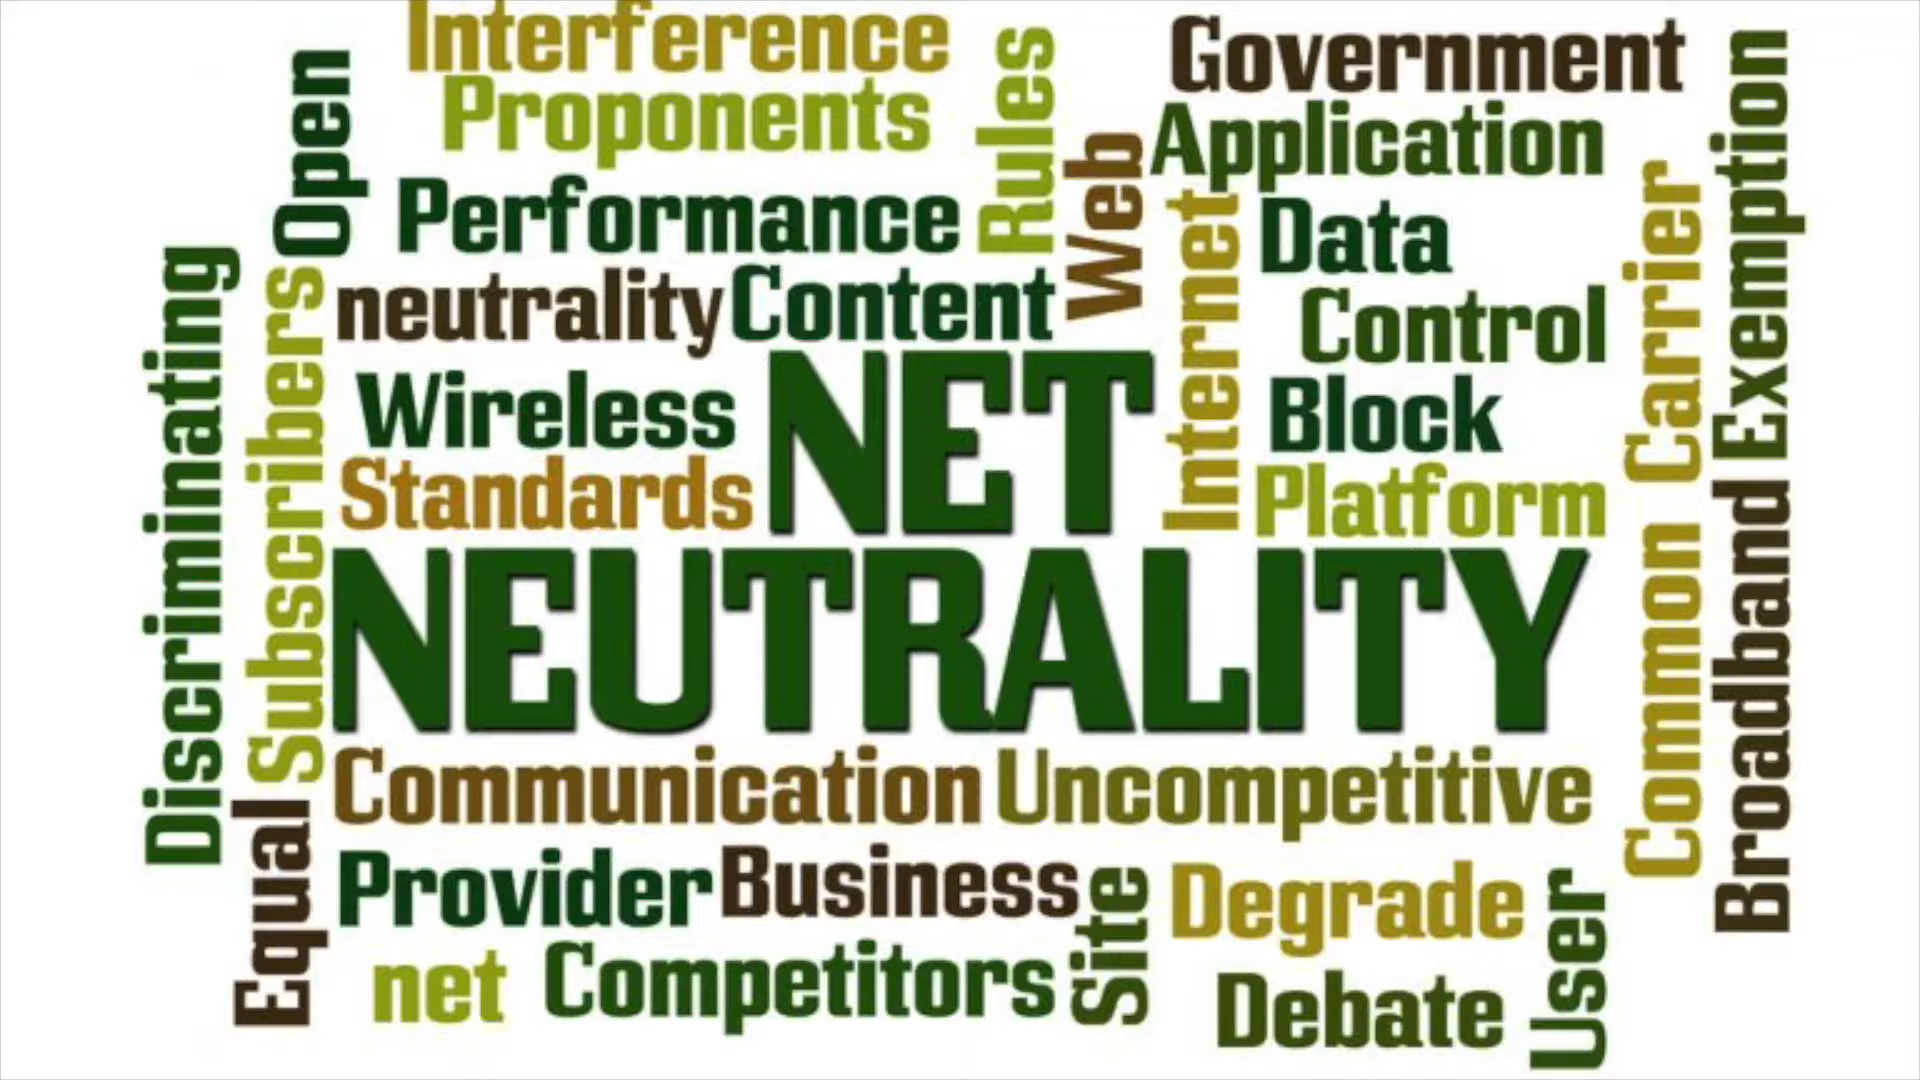 Interference
Proponents
Open
Rules
Government
Application
Web
Performance
Data
Internet
neutrality
Content
Control
Discriminating
Subscribers
Wireless
NET
Block
Standards
Platform
Common Carrier
Exemption
Broadband
NEUTRALITY
Communication
Uncompetitive
Equal
Provider
Business
Site
Degrade
User
net
Competitors
Debate